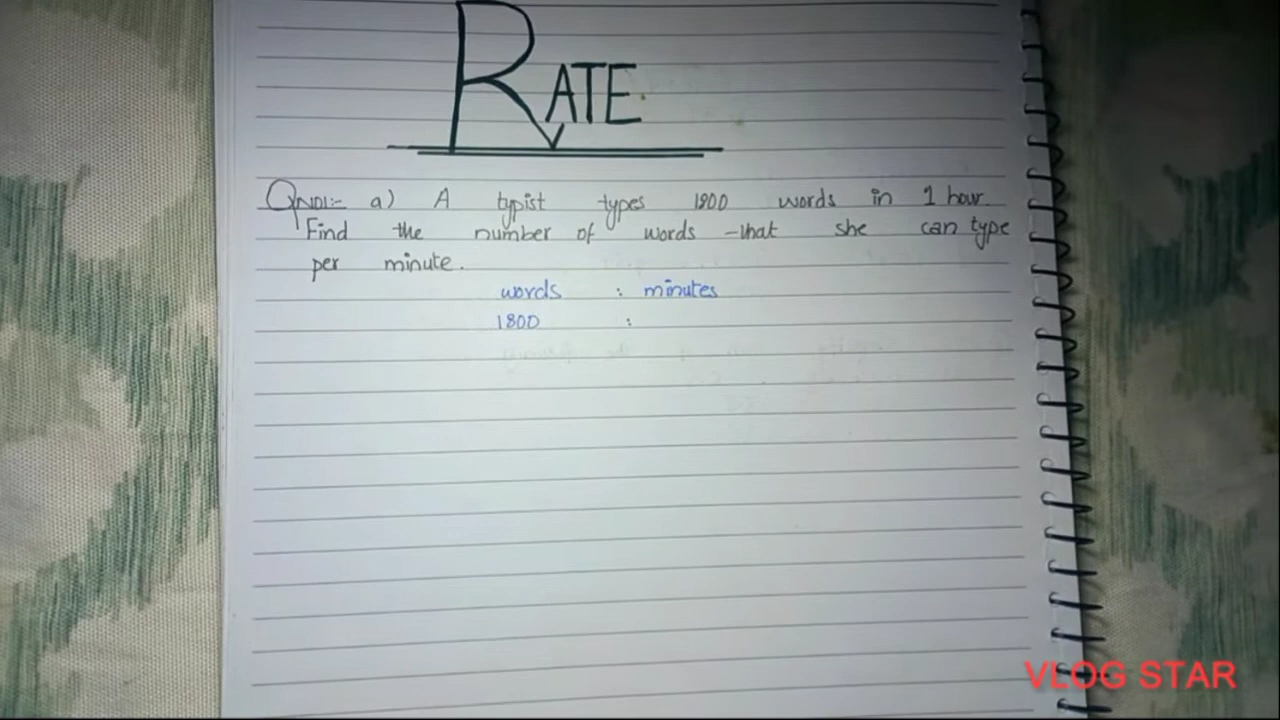 RATE
QNO1:- a) A typist types 1800 words in 1 hour.
Find the number of words that she can type
per minute.
words : minutes
1800 :
VLOG STAR